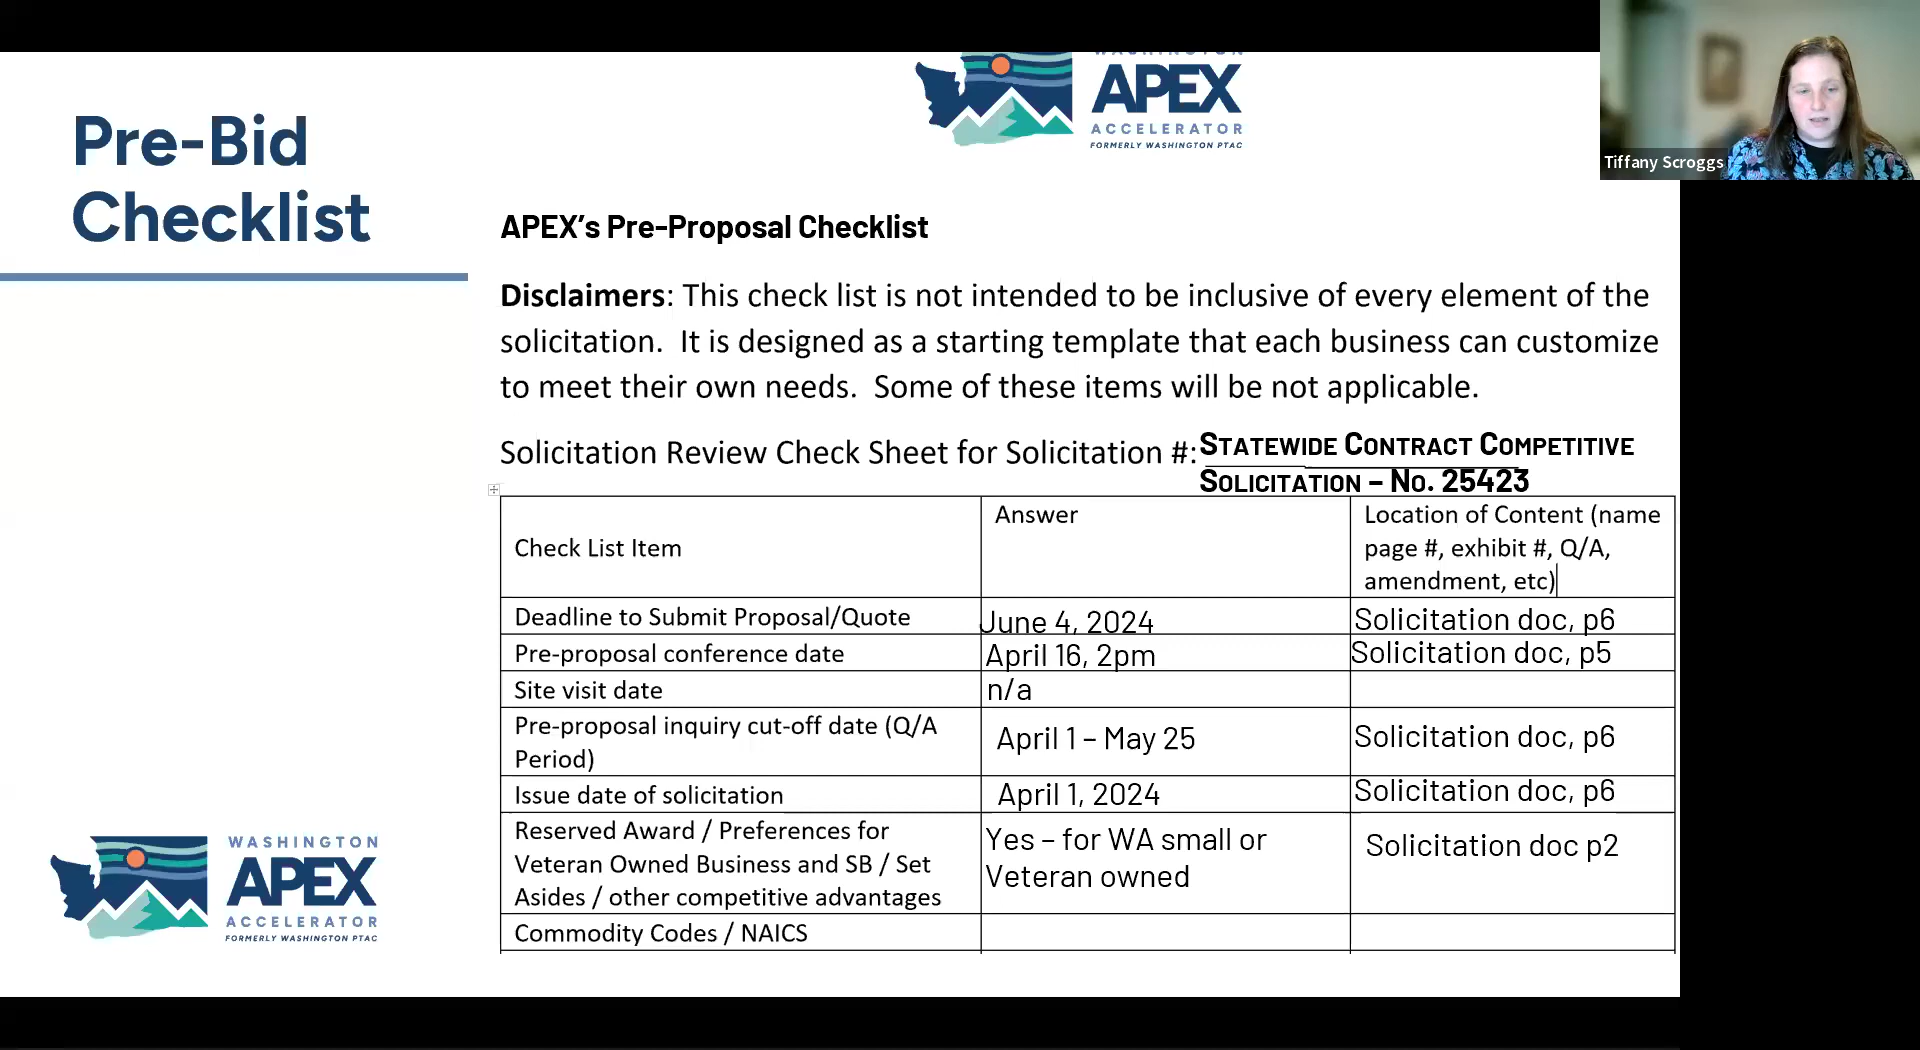 WASHINGTON
APEX
ACCELERATOR
FORMERLY WASHINGTON PTAC
Tiffany Scroggs
Pre-Bid
Checklist
APEX’s Pre-Proposal Checklist
Disclaimers: This check list is not intended to be inclusive of every element of the
solicitation.  It is designed as a starting template that each business can customize
to meet their own needs.  Some of these items will be not applicable.
Solicitation Review Check Sheet for Solicitation #: STATEWIDE CONTRACT COMPETITIVE
SOLICITATION – NO. 25423
Check List Item
Answer
Location of Content (name
page #, exhibit #, Q/A,
amendment, etc)
Deadline to Submit Proposal/Quote
June 4, 2024
Solicitation doc, p6
Pre-proposal conference date
April 16, 2pm
Solicitation doc, p5
Site visit date
n/a
Pre-proposal inquiry cut-off date (Q/A
Period)
April 1 – May 25
Solicitation doc, p6
Issue date of solicitation
April 1, 2024
Solicitation doc, p6
Reserved Award / Preferences for
Veteran Owned Business and SB / Set
Asides / other competitive advantages
Yes – for WA small or
Veteran owned
Solicitation doc p2
Commodity Codes / NAICS
WASHINGTON
APEX
ACCELERATOR
FORMERLY WASHINGTON PTAC